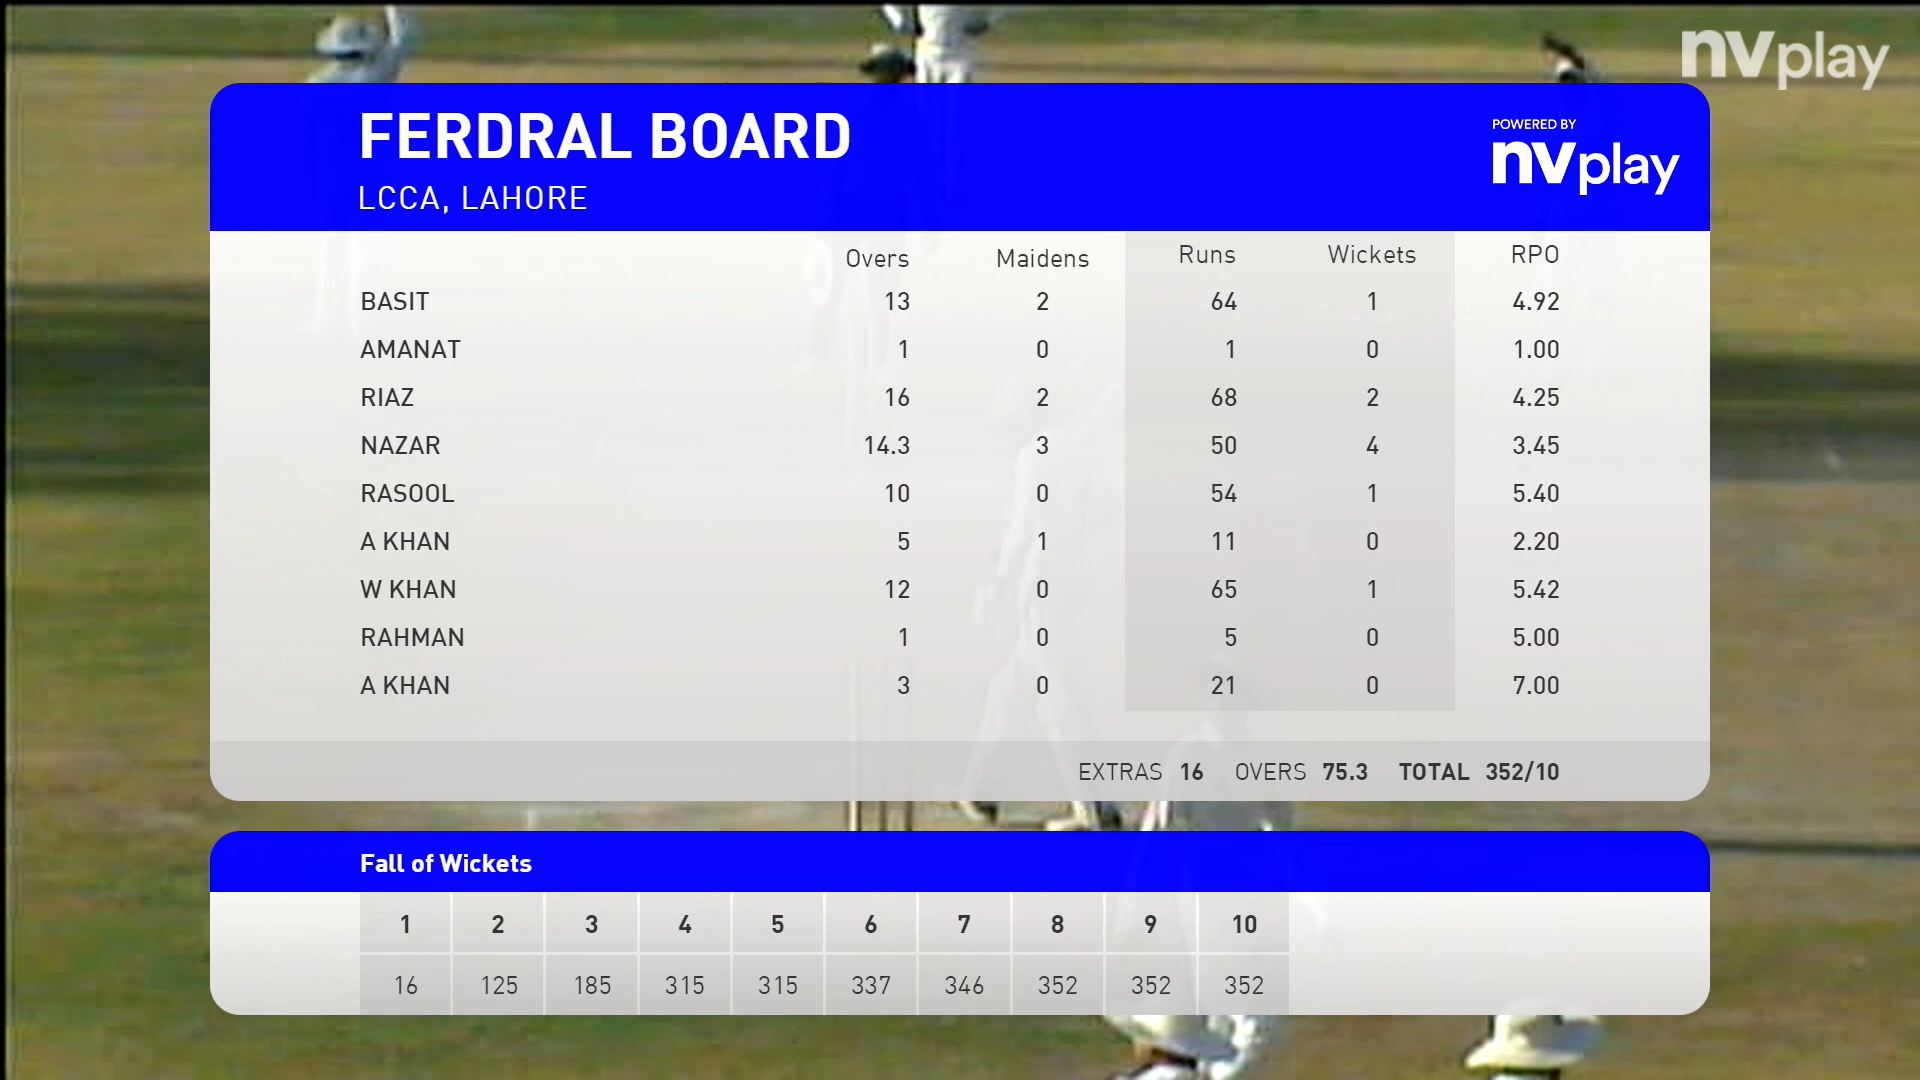 nvplay
FERDRAL BOARD
LCCA, LAHORE
POWERED BY
nvplay
Overs Maidens Runs Wickets RPO
BASIT 13 2 64 1 4.92
AMANAT 1 0 1 0 1.00
RIAZ 16 2 68 2 4.25
NAZAR 14.3 3 50 4 3.45
RASOOL 10 0 54 1 5.40
A KHAN 5 1 11 0 2.20
W KHAN 12 0 65 1 5.42
RAHMAN 1 0 5 0 5.00
A KHAN 3 0 21 0 7.00
EXTRAS 16 OVERS 75.3 TOTAL 352/10
Fall of Wickets
1 2 3 4 5 6 7 8 9 10
16 125 185 315 315 337 346 352 352 352